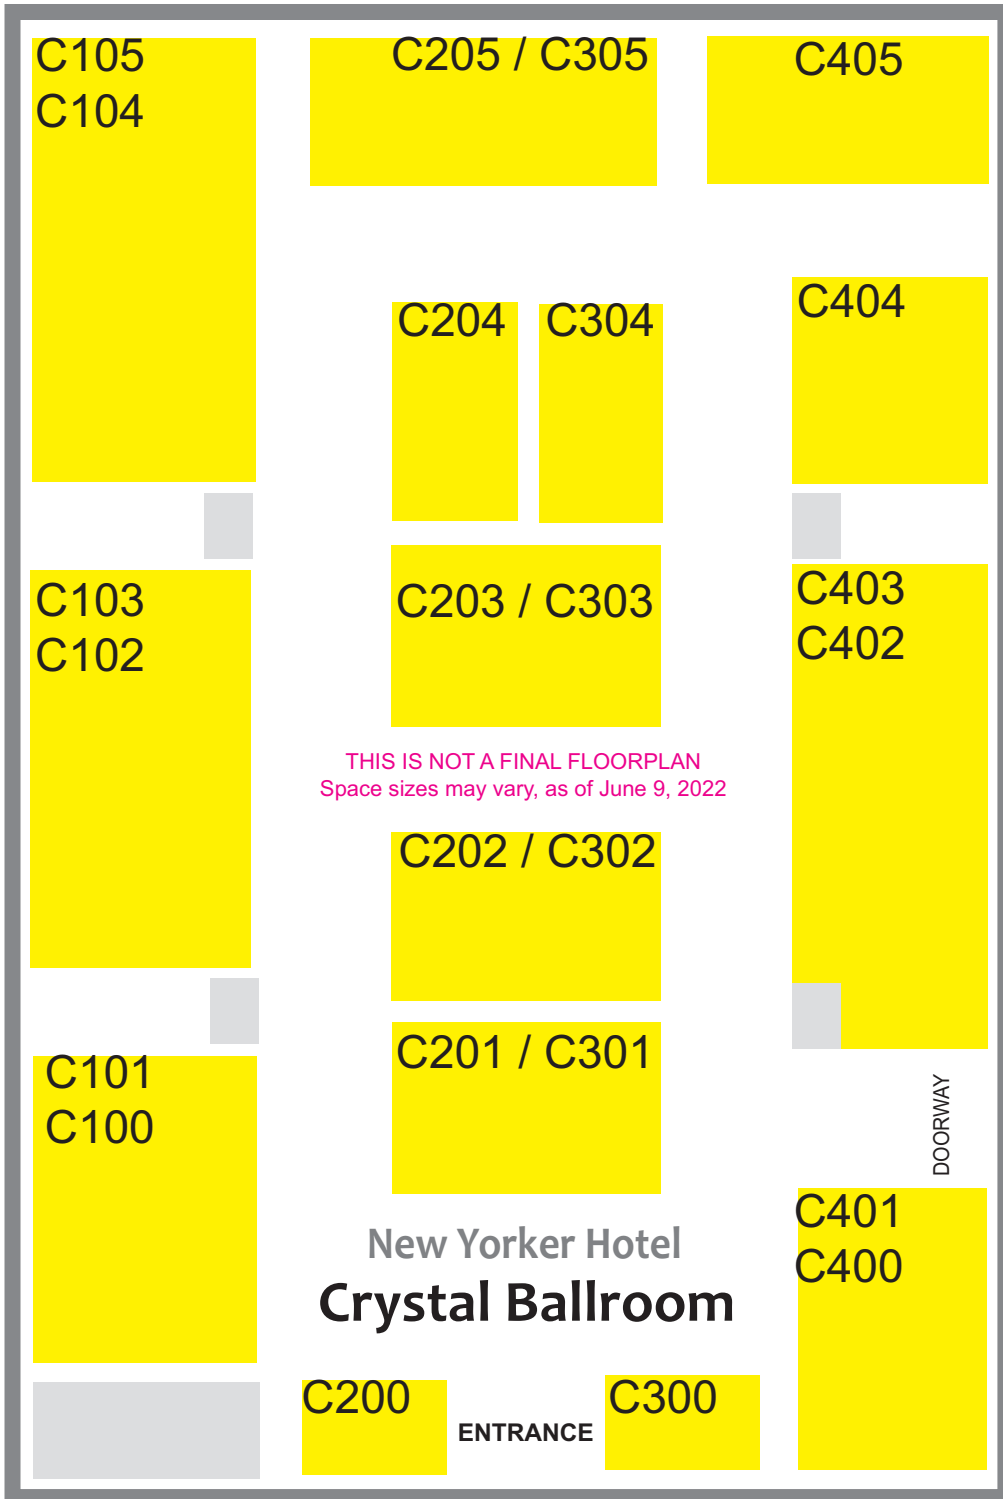 C105
C104
C205 / C305
C405
C204
C304
C404
C103
C102
C203 / C303
C403
C402
THIS IS NOT A FINAL FLOORPLAN
Space sizes may vary, as of June 9, 2022
C202 / C302
C201 / C301
C101
C100
DOORWAY
C401
C400
New Yorker Hotel
Crystal Ballroom
C200
ENTRANCE
C300